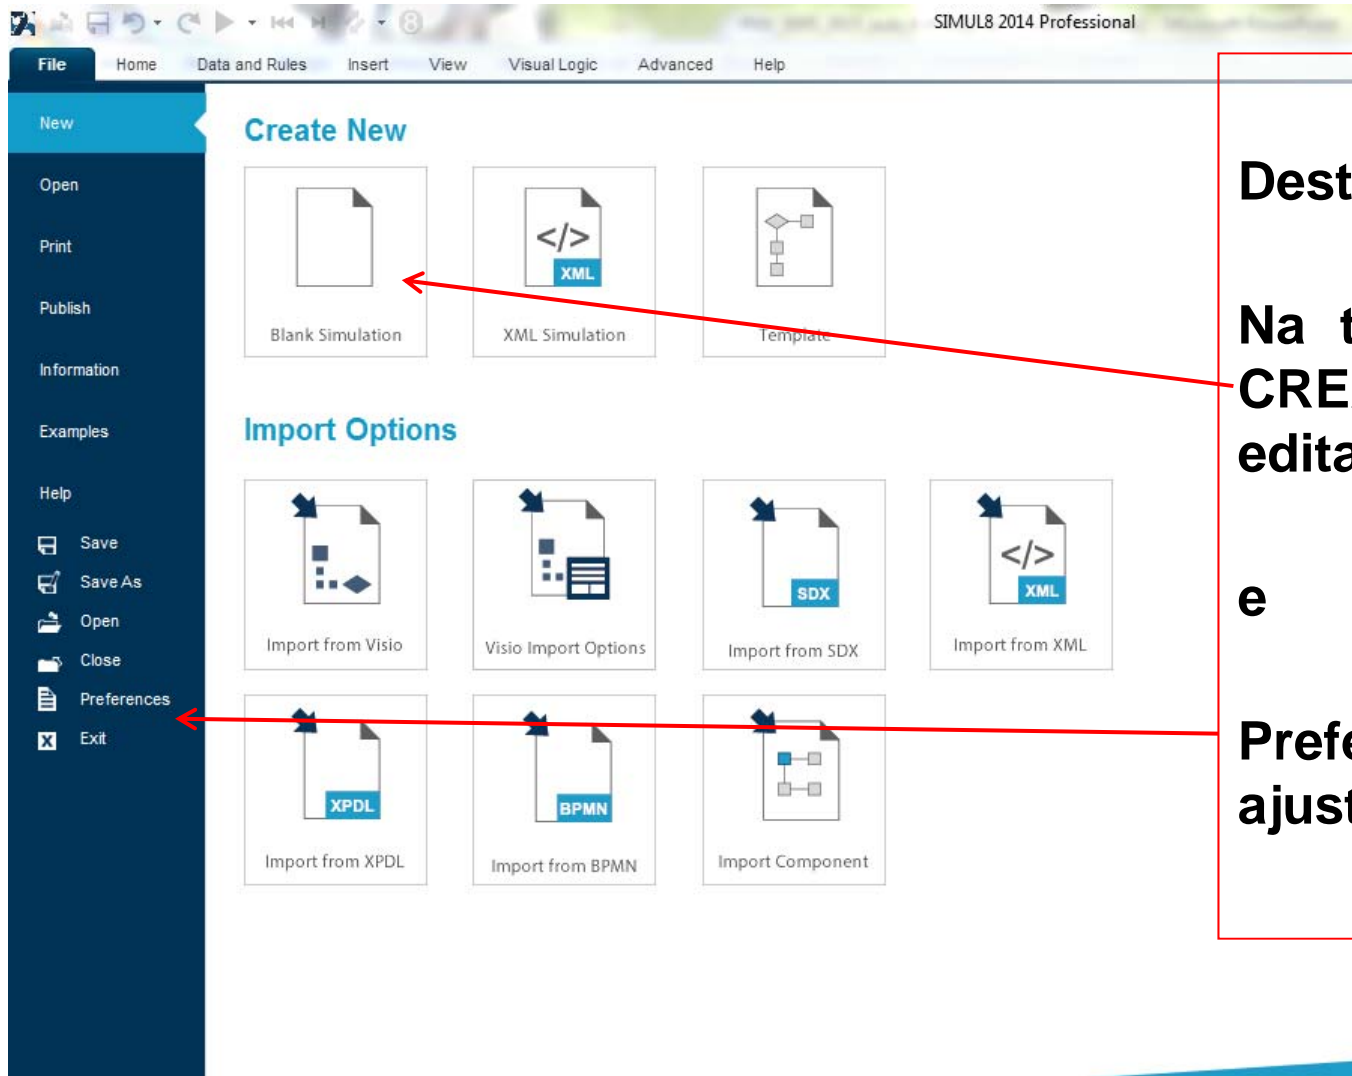 SIMUL8 2014 Professional
File Home Data and Rules Insert View Visual Logic Advanced Help
New
Open
Print
Publish
Information
Examples
Help
Save
Save As
Open
Close
Preferences
Exit
Create New
</>
XML
Blank Simulation XML Simulation Template
Import Options
SDX
</>
XML
Import from Visio Visio Import Options Import from SDX Import from XML
XPDL
BPMN
Import from XPDL Import from BPMN Import Component
Dest
Na t
CRE
edita
e
Prefe
ajust